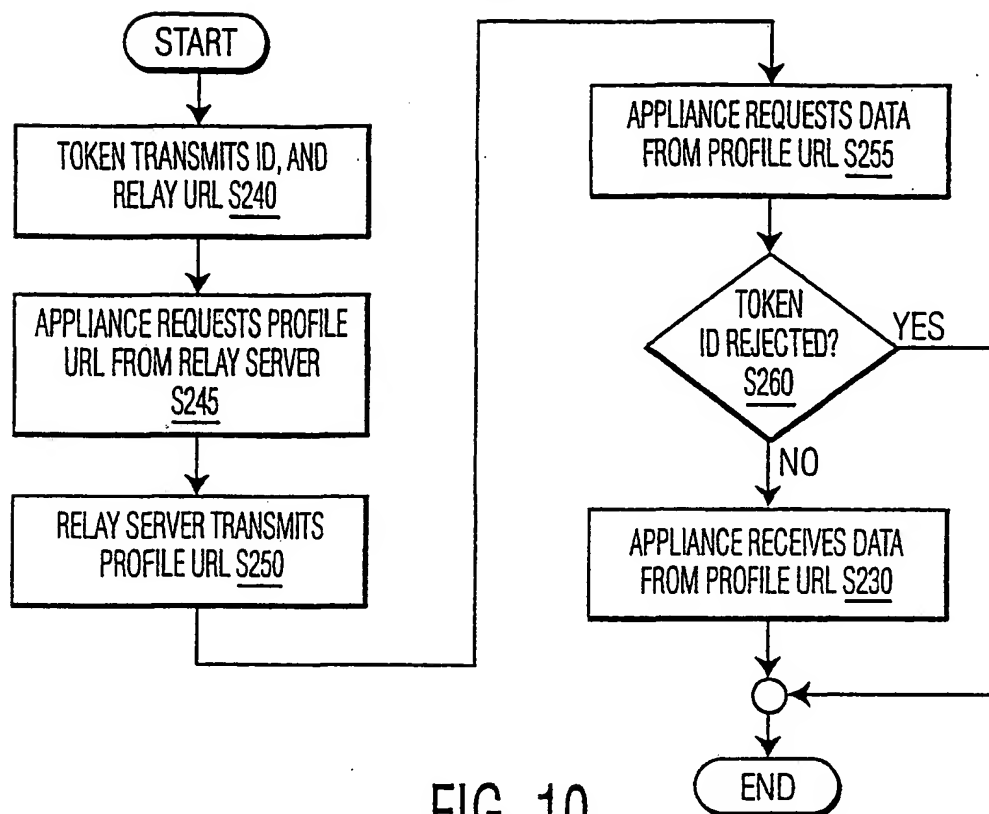 START
TOKEN TRANSMITS ID, AND
RELAY URL S240
APPLIANCE REQUESTS PROFILE
URL FROM RELAY SERVER
S245
RELAY SERVER TRANSMITS
PROFILE URL S250
APPLIANCE REQUESTS DATA
FROM PROFILE URL S255
TOKEN
ID REJECTED?
S260
YES
NO
APPLIANCE RECEIVES DATA
FROM PROFILE URL S230
END
FIG. 10